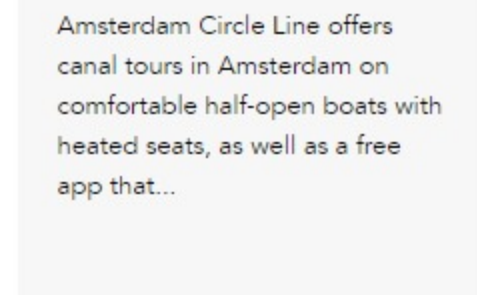 Amsterdam Circle Line offers
canal tours in Amsterdam on
comfortable half-open boats with
heated seats, as well as a free
app that...